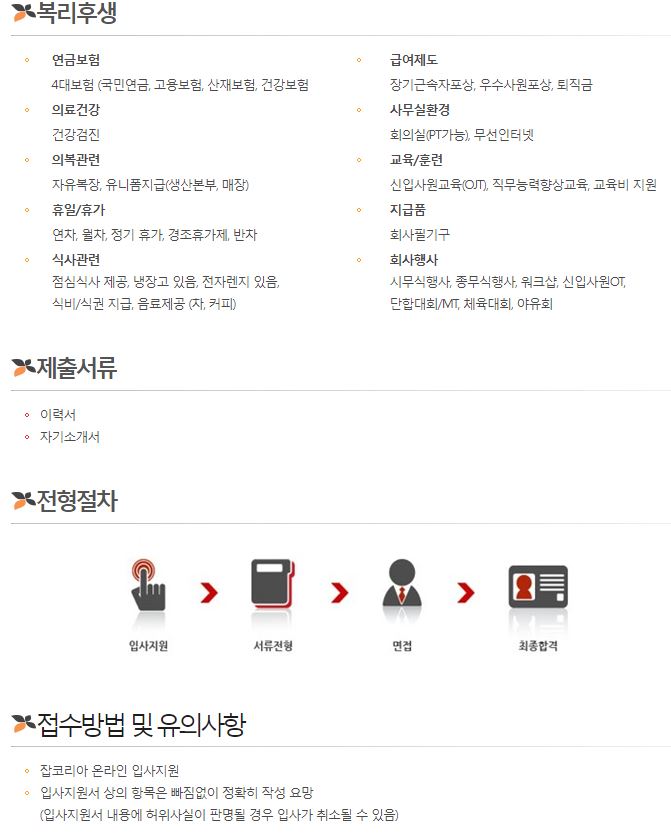 복리후생
연금보험
4대보험 (국민연금, 고용보험, 산재보험, 건강보험
의료건강
건강검진
의복관련
자유복장, 유니폼지급(생산본부, 매장)
휴일/휴가
연차, 월차, 정기 휴가, 경조휴가제, 반차
식사관련
점심식사 제공, 냉장고 있음, 전자렌지 있음,
식비/식권 지급, 음료제공 (차, 커피)
급여제도
장기근속자포상, 우수사원포상, 퇴직금
사무실환경
회의실(PT가능), 무선인터넷
교육/훈련
신입사원교육(OJT), 직무능력향상교육, 교육비 지원
지급품
회사필기구
회사행사
시무식행사, 종무식행사, 워크샵, 신입사원OT,
단합대회/MT, 체육대회, 야유회
제출서류
이력서
자기소개서
전형절차
입사지원
서류전형
면접
최종합격
접수방법 및 유의사항
잡코리아 온라인 입사지원
입사지원서 상의 항목은 빠짐없이 정확히 작성 요망
(입사지원서 내용에 허위사실이 판명될 경우 입사가 취소될 수 있음)